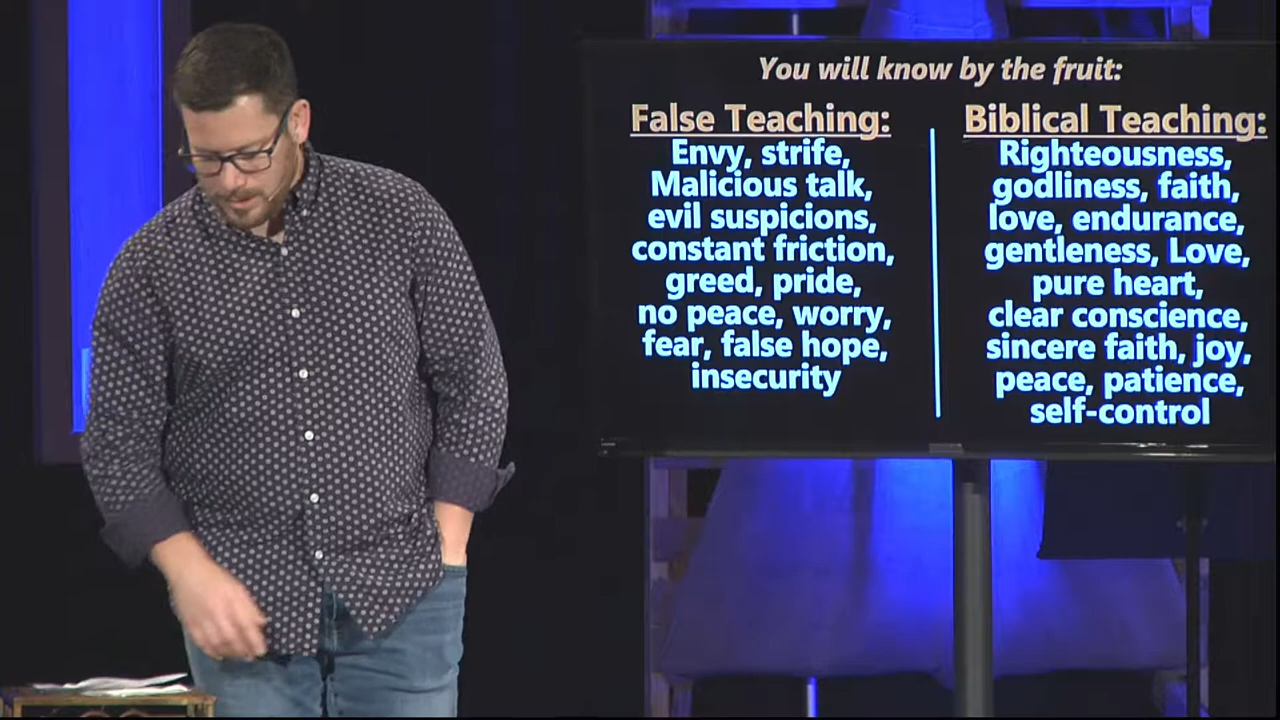 You will know by the fruit:
False Teaching:
Envy, strife,
Malicious talk,
evil suspicions,
constant friction,
greed, pride,
no peace, worry,
fear, false hope,
insecurity
Biblical Teaching:
Righteousness,
godliness, faith,
love, endurance,
gentleness, Love,
pure heart,
clear conscience,
sincere faith, joy,
peace, patience,
self-control